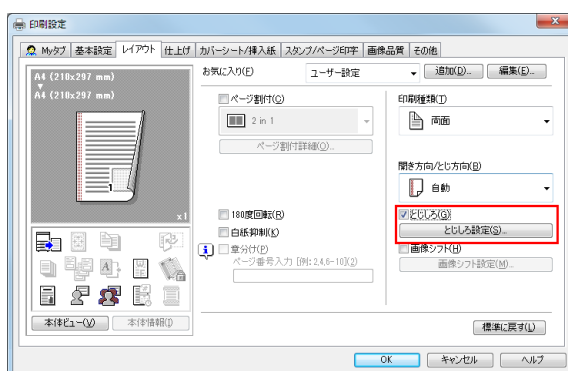 印刷設定
Myタブ 基本設定 レイアウト 仕上げ カバーシート/挿入紙 スタンプ/ページ印字 画像品質 その他
A4 (210x297 mm)
A4 (210x297 mm)
1
x1
お気に入り(F)
ユーザー設定
追加(D)...
編集(E)...
ページ割付(C)
2 in 1
ページ割付詳細(O)...
印刷種類(T)
両面
開き方向/とじ方向(B)
自動
180度回転(R)
白紙抑制(K)
章分け(P)
ページ番号入力 [例: 2,4,6-10](2)
とじしろ(G)
とじしろ設定(S)...
画像シフト(H)
画像シフト設定(M)...
本体ビュー(V)
本体情報(I)
標準に戻す(L)
OK
キャンセル
ヘルプ